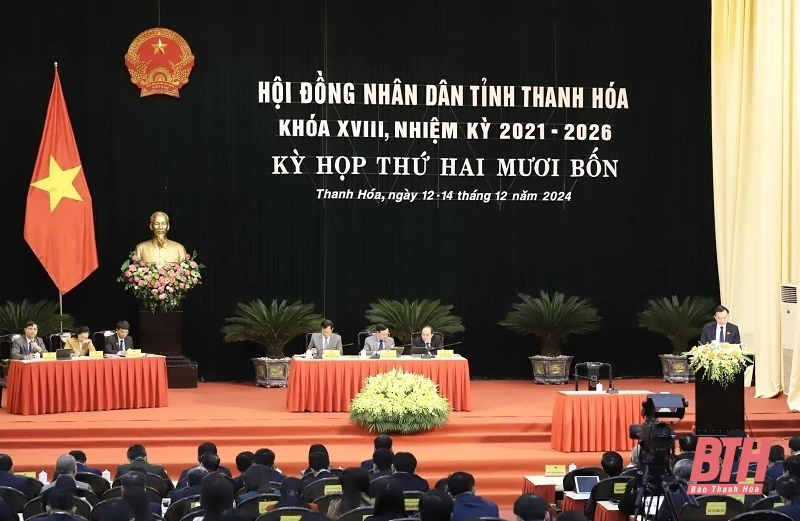 HỘI ĐỒNG NHÂN DÂN TỈNH THANH HÓA
KHÓA XVIII, NHIỆM KỲ 2021 - 2026
KỲ HỌP THỨ HAI MƯƠI BỐN
Thanh Hóa, ngày 12 - 14 tháng 12 năm 2024
BTH
Báo Thanh Hóa